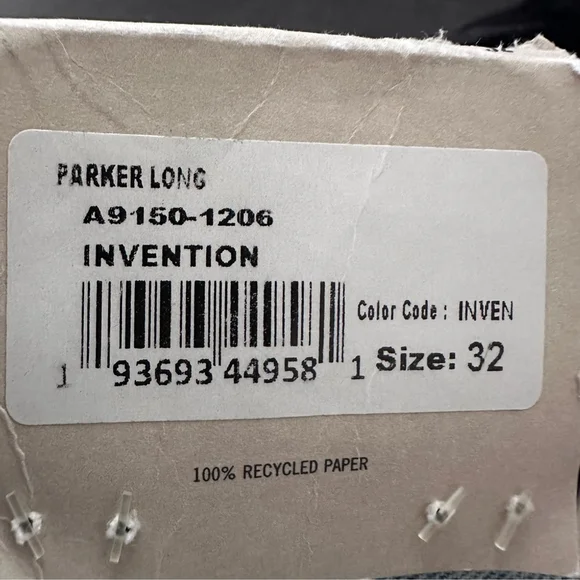 PARKER LONG
A9150-1206
INVENTION
Color Code : INVEN
1 93693 44958 1
Size: 32
100% RECYCLED PAPER